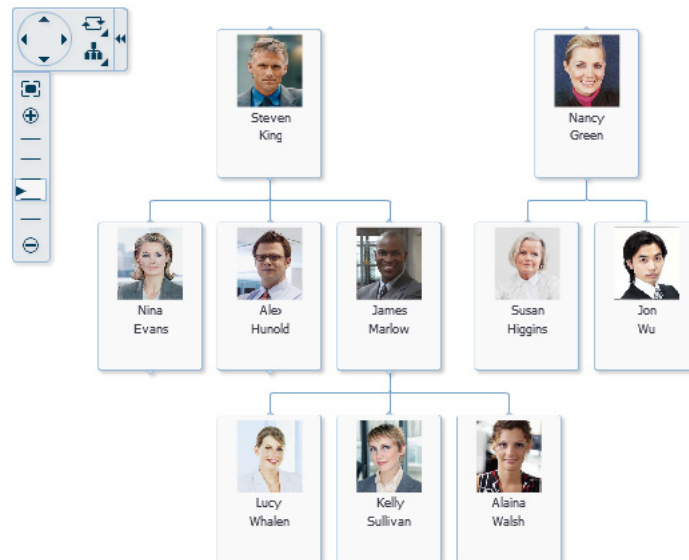 Steven
King
Nancy
Green
Nina
Evans
Alex
Hunold
James
Marlow
Susan
Higgins
Jon
Wu
Lucy
Whalen
Kelly
Sullivan
Alaina
Walsh